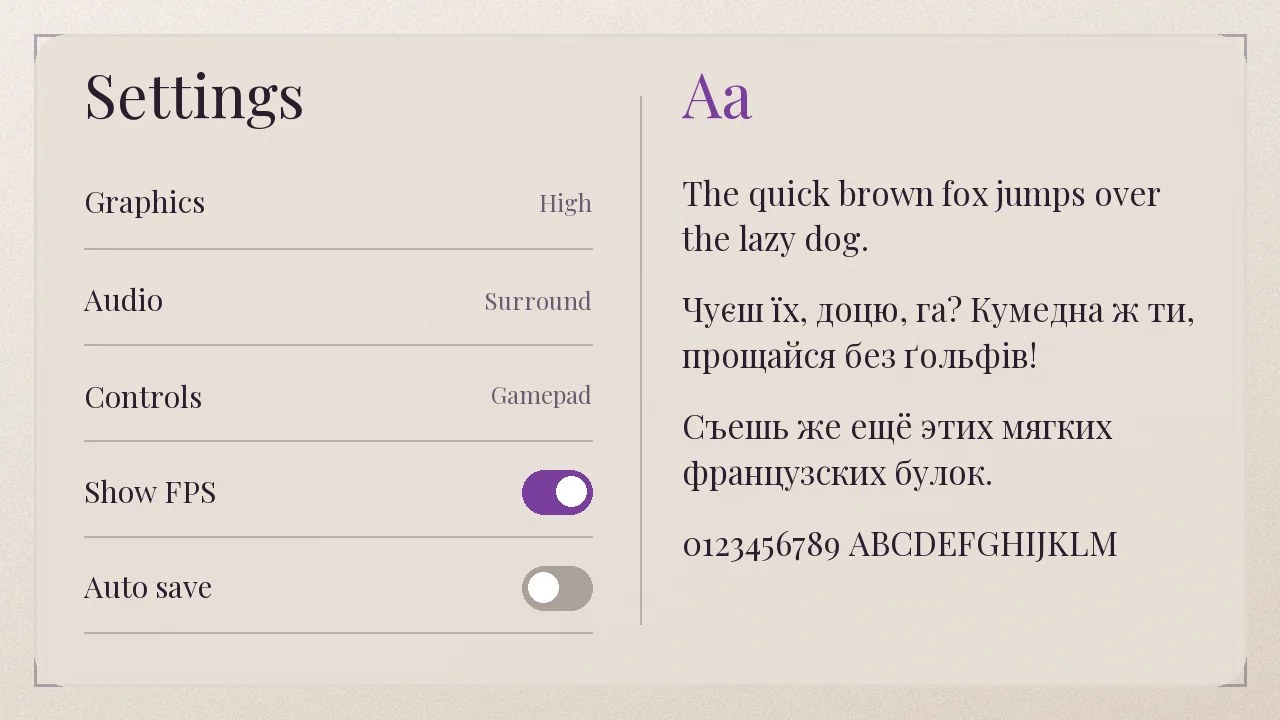 Settings
Graphics
High
Audio
Surround
Controls
Gamepad
Show FPS
Auto save
Aa
The quick brown fox jumps over
the lazy dog.
Чуєш їх, доцю, га? Кумедна ж ти,
прощайся без ґольфів!
Съешь же ещё этих мягких
французских булок.
0123456789 ABCDEFGHIJKLM